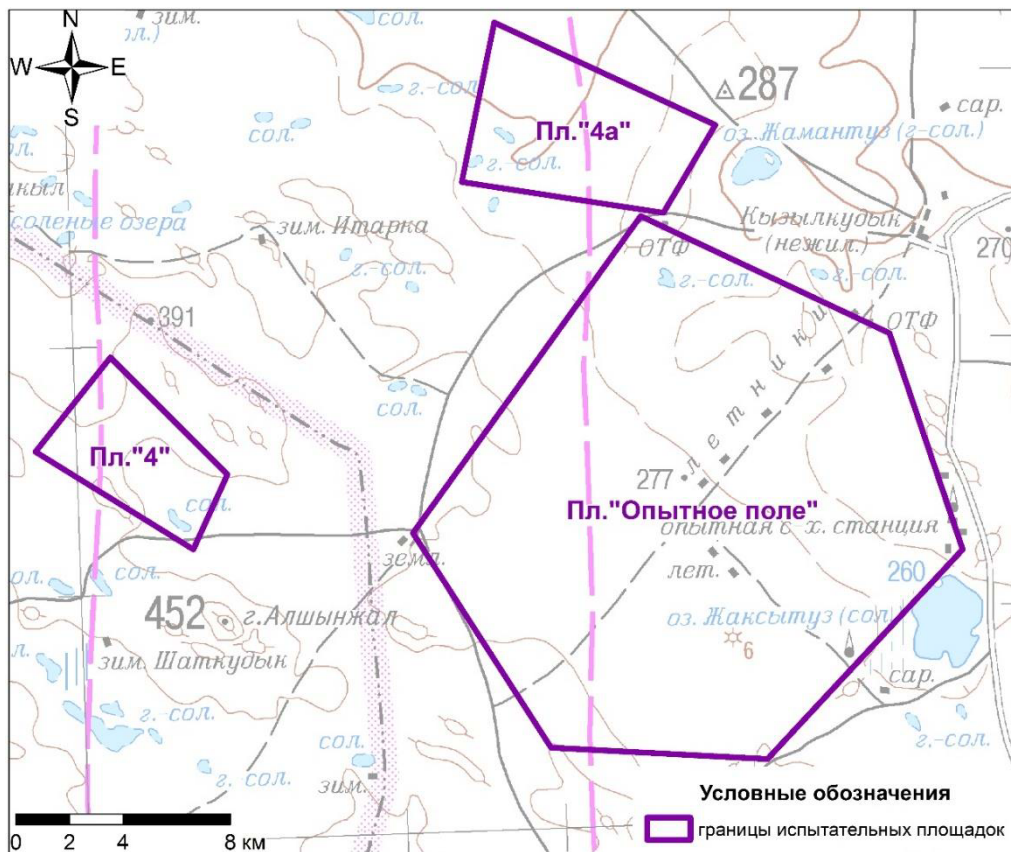 N
W E
S
зим.
г.-сол.
287
сар.
сол.
Пл."4а"
оз. Жамантуз (г-сол.)
г.-сол.
соленые озера
зим. Итарка
Кызылкудык
(нежил.)
270
ОТФ
г.-сол.
г.-сол.
г.-сол.
391
ОТФ
летники
сол.
Пл."4"
277
Пл."Опытное поле"
сол.
опытная с-х. станция
земл.
лет.
260
сол.
452
г.Алшынжал
оз. Жаксытуз (сол
6
зим. Шаткудык
сар.
г.-сол.
г.-сол.
сол.
г. сол.
зим.
Условные обозначения
границы испытательных площадок
0 2 4 8 км